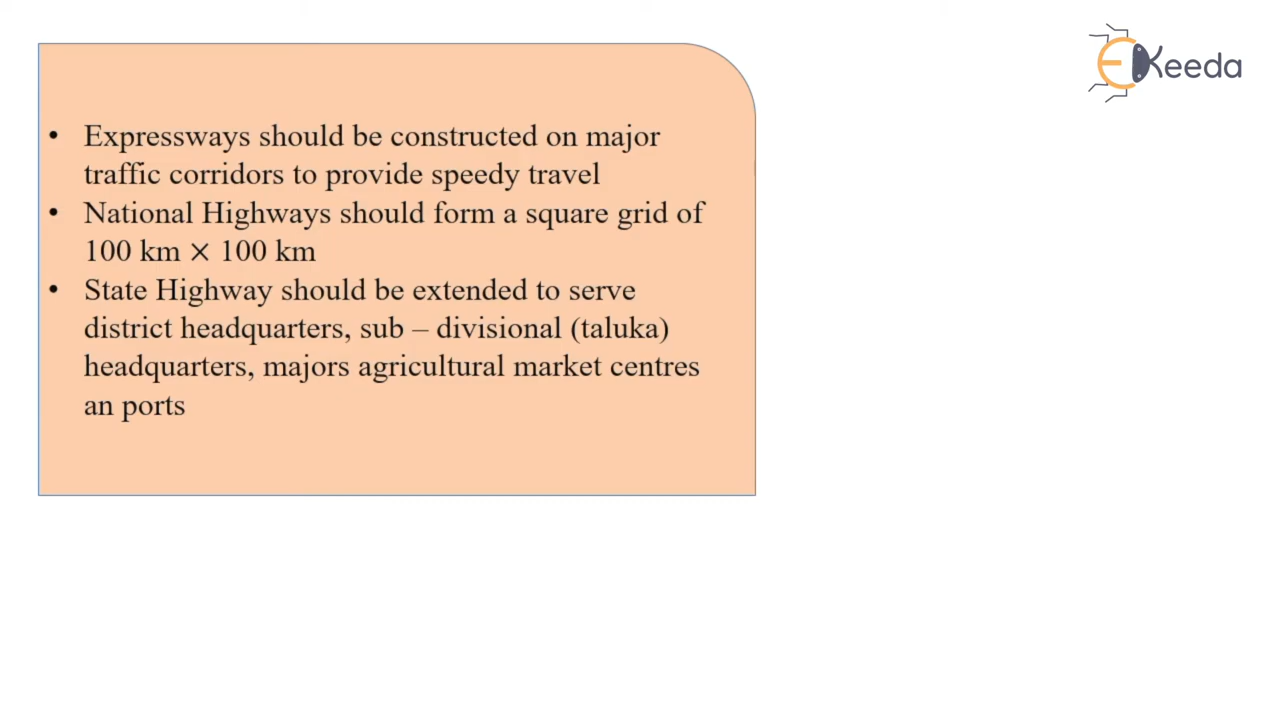 EKeeda
• Expressways should be constructed on major
traffic corridors to provide speedy travel
• National Highways should form a square grid of
100 km × 100 km
• State Highway should be extended to serve
district headquarters, sub – divisional (taluka)
headquarters, majors agricultural market centres
an ports